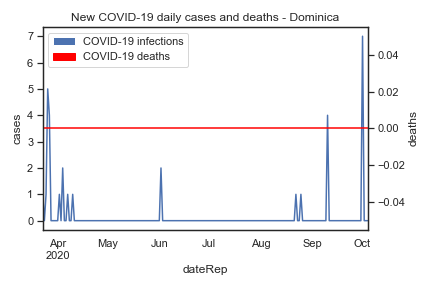 New COVID-19 daily cases and deaths - Dominica
COVID-19 infections
COVID-19 deaths
7
6
5
4
3
2
1
0
cases
0.04
0.02
0.00
−0.02
−0.04
deaths
Apr May Jun Jul Aug Sep Oct
2020
dateRep